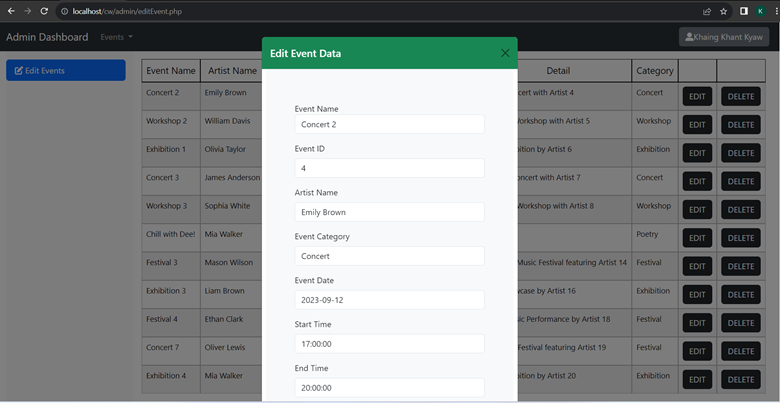 localhost/cw/admin/editEvent.php
K
Admin Dashboard Events Khaing Khant Kyaw
Edit Events
Edit Event Data
Event Name Artist Name Detail Category
Concert 2 Emily Brown cert with Artist 4 Concert EDIT DELETE
Workshop 2 William Davis Workshop with Artist 5 Workshop EDIT DELETE
Exhibition 1 Olivia Taylor bition by Artist 6 Exhibition EDIT DELETE
Concert 3 James Anderson oncert with Artist 7 Concert EDIT DELETE
Workshop 3 Sophia White Workshop with Artist 8 Workshop EDIT DELETE
Chill with Dee! Mia Walker Poetry EDIT DELETE
Festival 3 Mason Wilson Music Festival featuring Artist 14 Festival EDIT DELETE
Exhibition 3 Liam Brown case by Artist 16 Exhibition EDIT DELETE
Festival 4 Ethan Clark ic Performance by Artist 18 Festival EDIT DELETE
Concert 7 Oliver Lewis Festival featuring Artist 19 Festival EDIT DELETE
Exhibition 4 Mia Walker bition by Artist 20 Exhibition EDIT DELETE
Event Name
Concert 2
Event ID
4
Artist Name
Emily Brown
Event Category
Concert
Event Date
2023-09-12
Start Time
17:00:00
End Time
20:00:00